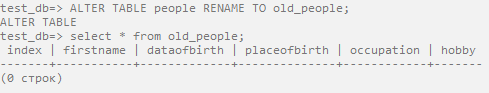 test_db=> ALTER TABLE people RENAME TO old_people;
ALTER TABLE
test_db=> select * from old_people;
 index | firstname | dataofbirth | placeofbirth | occupation | hobby
-------+-----------+-------------+--------------+------------+-------
(0 строк)